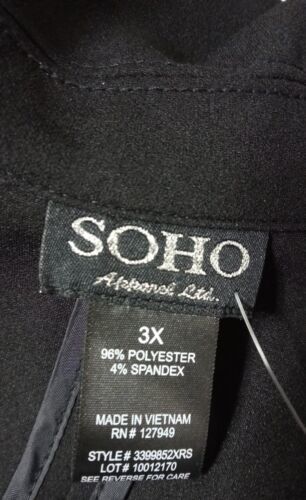 SOHO
Apparel Ltd.
3X
96% POLYESTER
4% SPANDEX
MADE IN VIETNAM
RN# 127949
STYLE# 3399852XRS
LOT# 10012170
SEE REVERSE FOR CARE